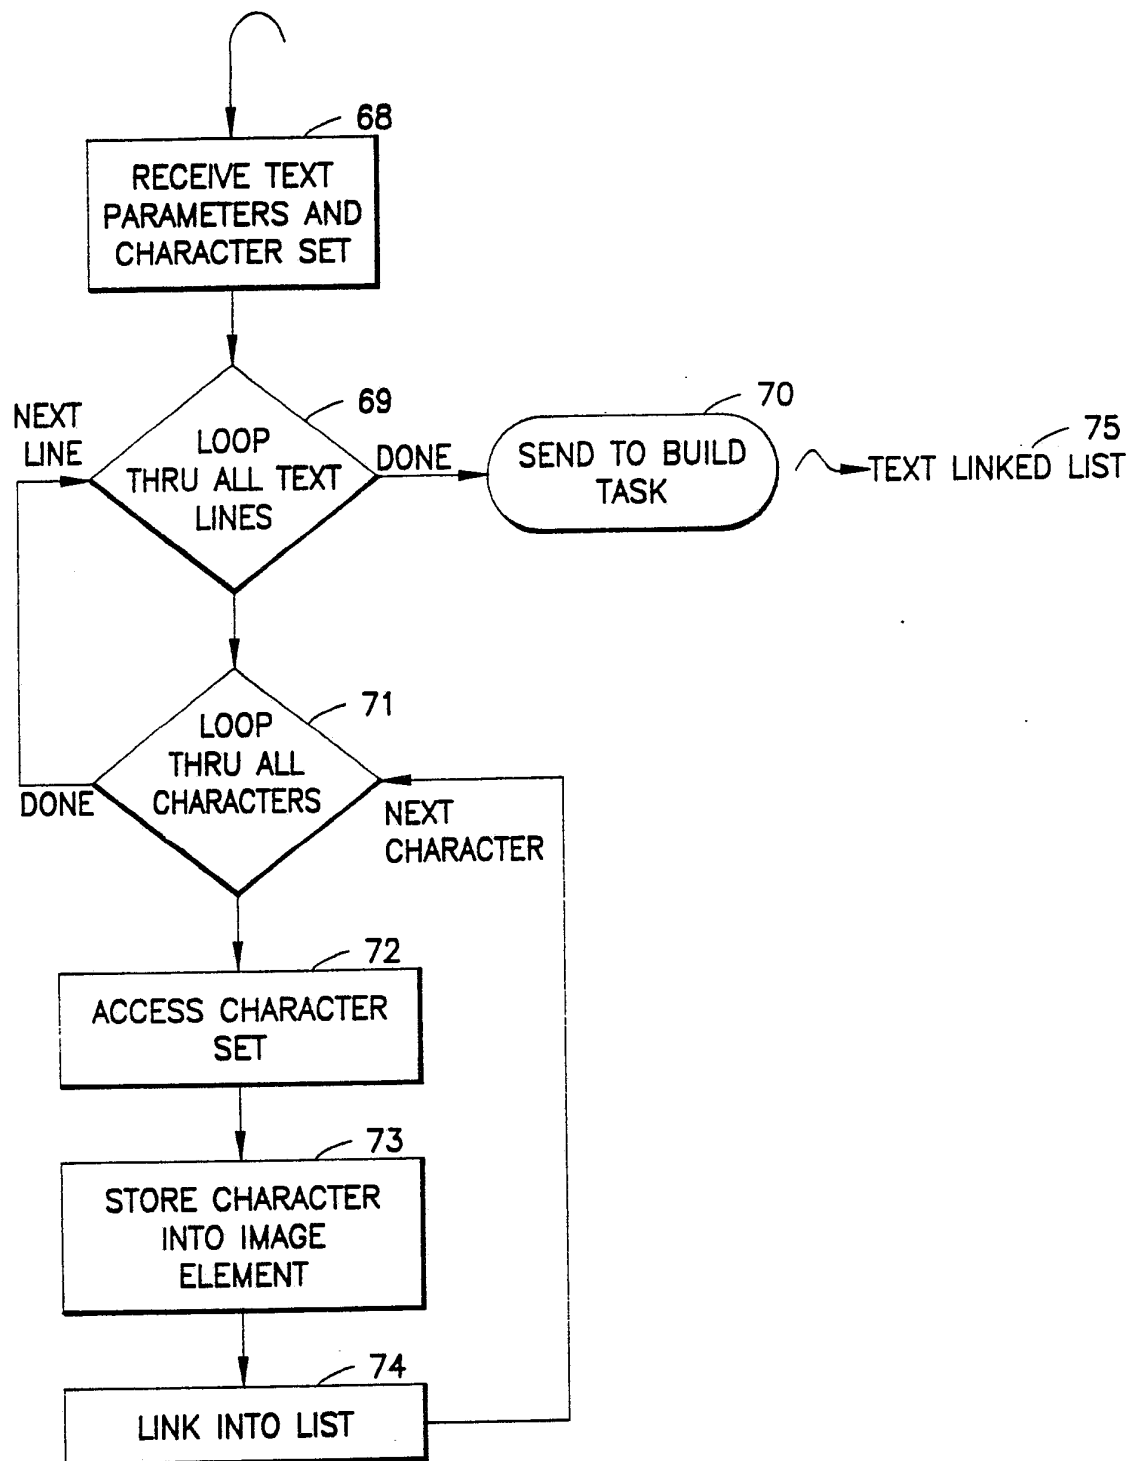 68
RECEIVE TEXT
PARAMETERS AND
CHARACTER SET
NEXT
LINE
69
LOOP
THRU ALL TEXT
LINES
DONE
70
SEND TO BUILD
TASK
75
TEXT LINKED LIST
71
LOOP
THRU ALL
CHARACTERS
DONE
NEXT
CHARACTER
72
ACCESS CHARACTER
SET
73
STORE CHARACTER
INTO IMAGE
ELEMENT
74
LINK INTO LIST